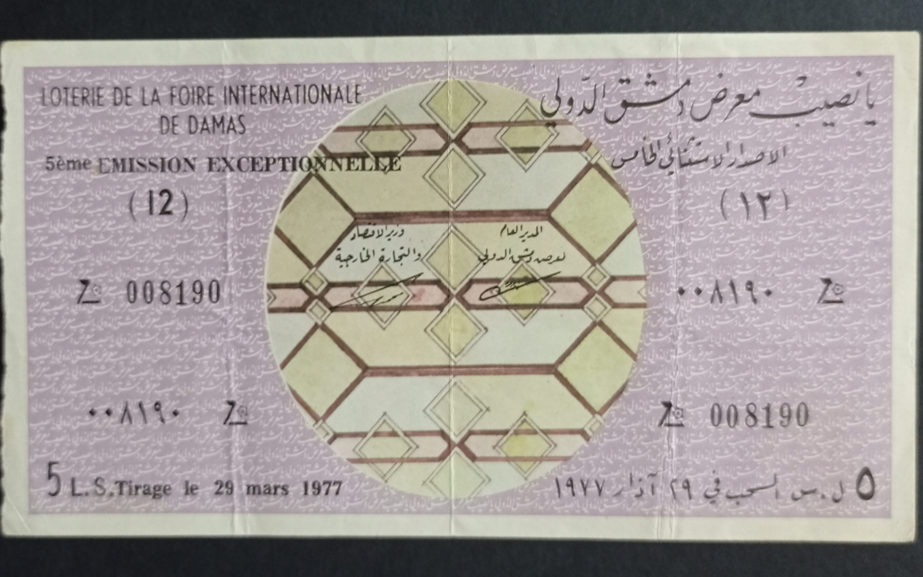 LOTERIE DE LA FOIRE INTERNATIONALE
DE DAMAS
5ème EMISSION EXCEPTIONNELLE
(12)
يانصيب معرض دمشق الدولي
الاصدار الاستثنائي الخامس
(١٢)
وزير الاقتصاد
والتجارة الخارجية
المدير العام
لمعرض دمشق الدولي
008190
٠٠٨١٩٠
٠٠٨١٩٠
008190
5 L.S. Tirage le 29 mars 1977
٥ ل.س السحب في ٢٩ آذار ١٩٧٧